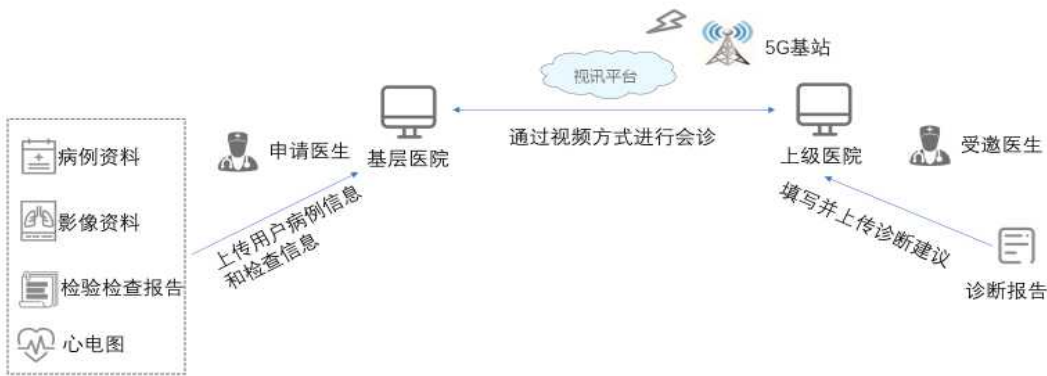 5G基站
视讯平台
通过视频方式进行会诊
病例资料
影像资料
检验检查报告
心电图
申请医生
基层医院
上传用户病例信息
和检查信息
上级医院
受邀医生
填写并上传诊断建议
诊断报告